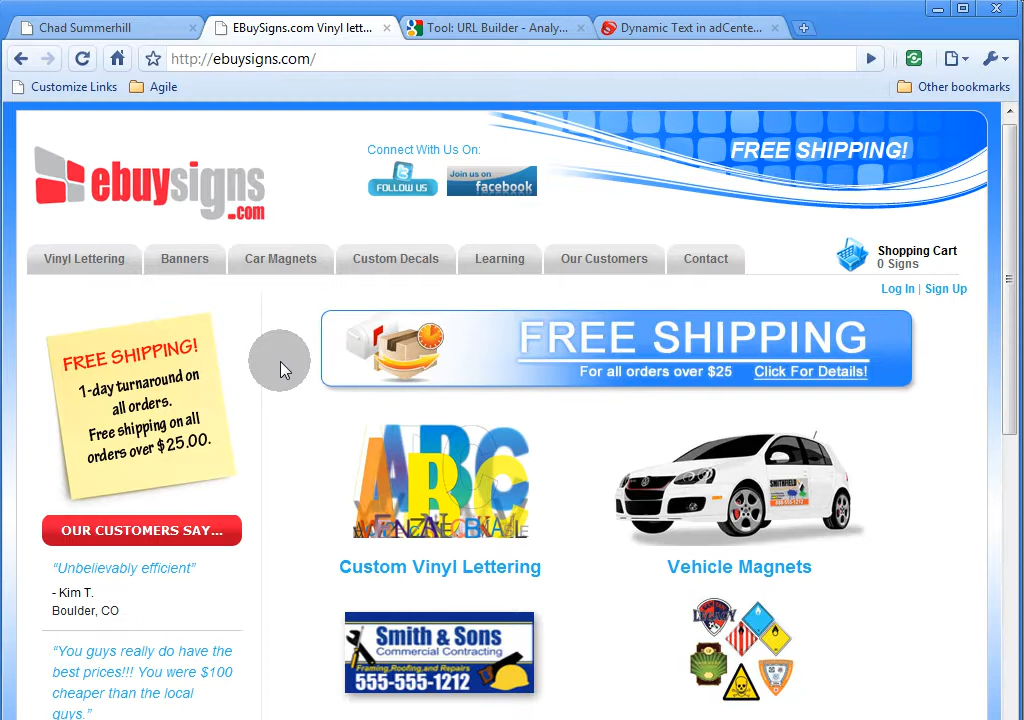 Chad Summerhill
EBuySigns.com Vinyl lett...
Tool: URL Builder - Analy...
Dynamic Text in adCente...
http://ebuysigns.com/
Customize Links
Agile
Other bookmarks
ebuysigns
.com
Connect With Us On:
FOLLOW US
Join us on
facebook
FREE SHIPPING!
Vinyl Lettering
Banners
Car Magnets
Custom Decals
Learning
Our Customers
Contact
Shopping Cart
0 Signs
Log In | Sign Up
FREE SHIPPING!
1-day turnaround on
all orders.
Free shipping on all
orders over $25.00.
FREE SHIPPING
For all orders over $25 Click For Details!
ABC
SMITHFIELD
Custom Vinyl Lettering
Vehicle Magnets
OUR CUSTOMERS SAY...
“Unbelievably efficient”
- Kim T.
Boulder, CO
“You guys really do have the
best prices!!! You were $100
cheaper than the local
guys.”
Smith & Sons
Commercial Contracting
Framing,Roofing,and Repairs
555-555-1212
LEGACY